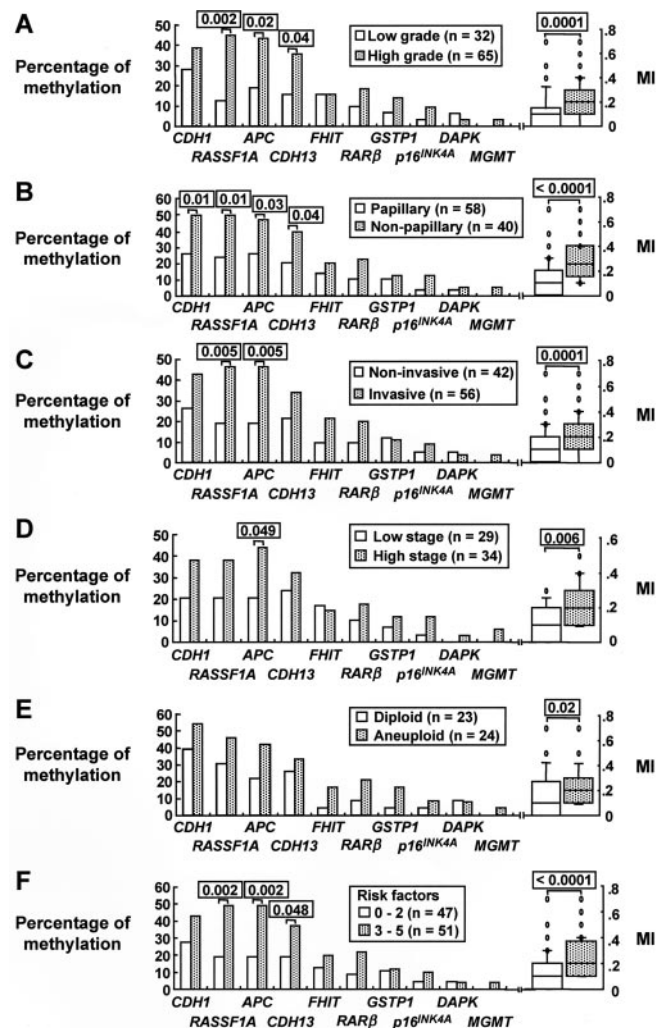 A
Percentage of methylation
50
40
30
20
10
0
0.002
0.02
0.04
Low grade (n = 32)
High grade (n = 65)
0.0001
.8
.6
.4
.2
0
MI
CDH1 APC FHIT GSTP1 DAPK
RASSF1A CDH13 RARβ p16INK4A MGMT
B
Percentage of methylation
60
50
40
30
20
10
0
0.01
0.01
0.03
0.04
Papillary (n = 58)
Non-papillary (n = 40)
< 0.0001
.8
.6
.4
.2
0
MI
CDH1 APC FHIT GSTP1 DAPK
RASSF1A CDH13 RARβ p16INK4A MGMT
C
Percentage of methylation
50
40
30
20
10
0
0.005
0.005
Non-invasive (n = 42)
Invasive (n = 56)
0.0001
.8
.6
.4
.2
0
MI
CDH1 APC FHIT GSTP1 DAPK
RASSF1A CDH13 RARβ p16INK4A MGMT
D
Percentage of methylation
50
40
30
20
10
0
0.049
Low stage (n = 29)
High stage (n = 34)
0.006
.6
.4
.2
0
MI
CDH1 APC FHIT GSTP1 DAPK
RASSF1A CDH13 RARβ p16INK4A MGMT
E
Percentage of methylation
60
50
40
30
20
10
0
Diploid (n = 23)
Aneuploid (n = 24)
0.02
.8
.6
.4
.2
0
MI
CDH1 APC FHIT GSTP1 DAPK
RASSF1A CDH13 RARβ p16INK4A MGMT
F
Percentage of methylation
50
40
30
20
10
0
0.002
0.002
0.048
Risk factors
0 - 2 (n = 47)
3 - 5 (n = 51)
< 0.0001
.8
.6
.4
.2
0
MI
CDH1 APC FHIT GSTP1 DAPK
RASSF1A CDH13 RARβ p16INK4A MGMT